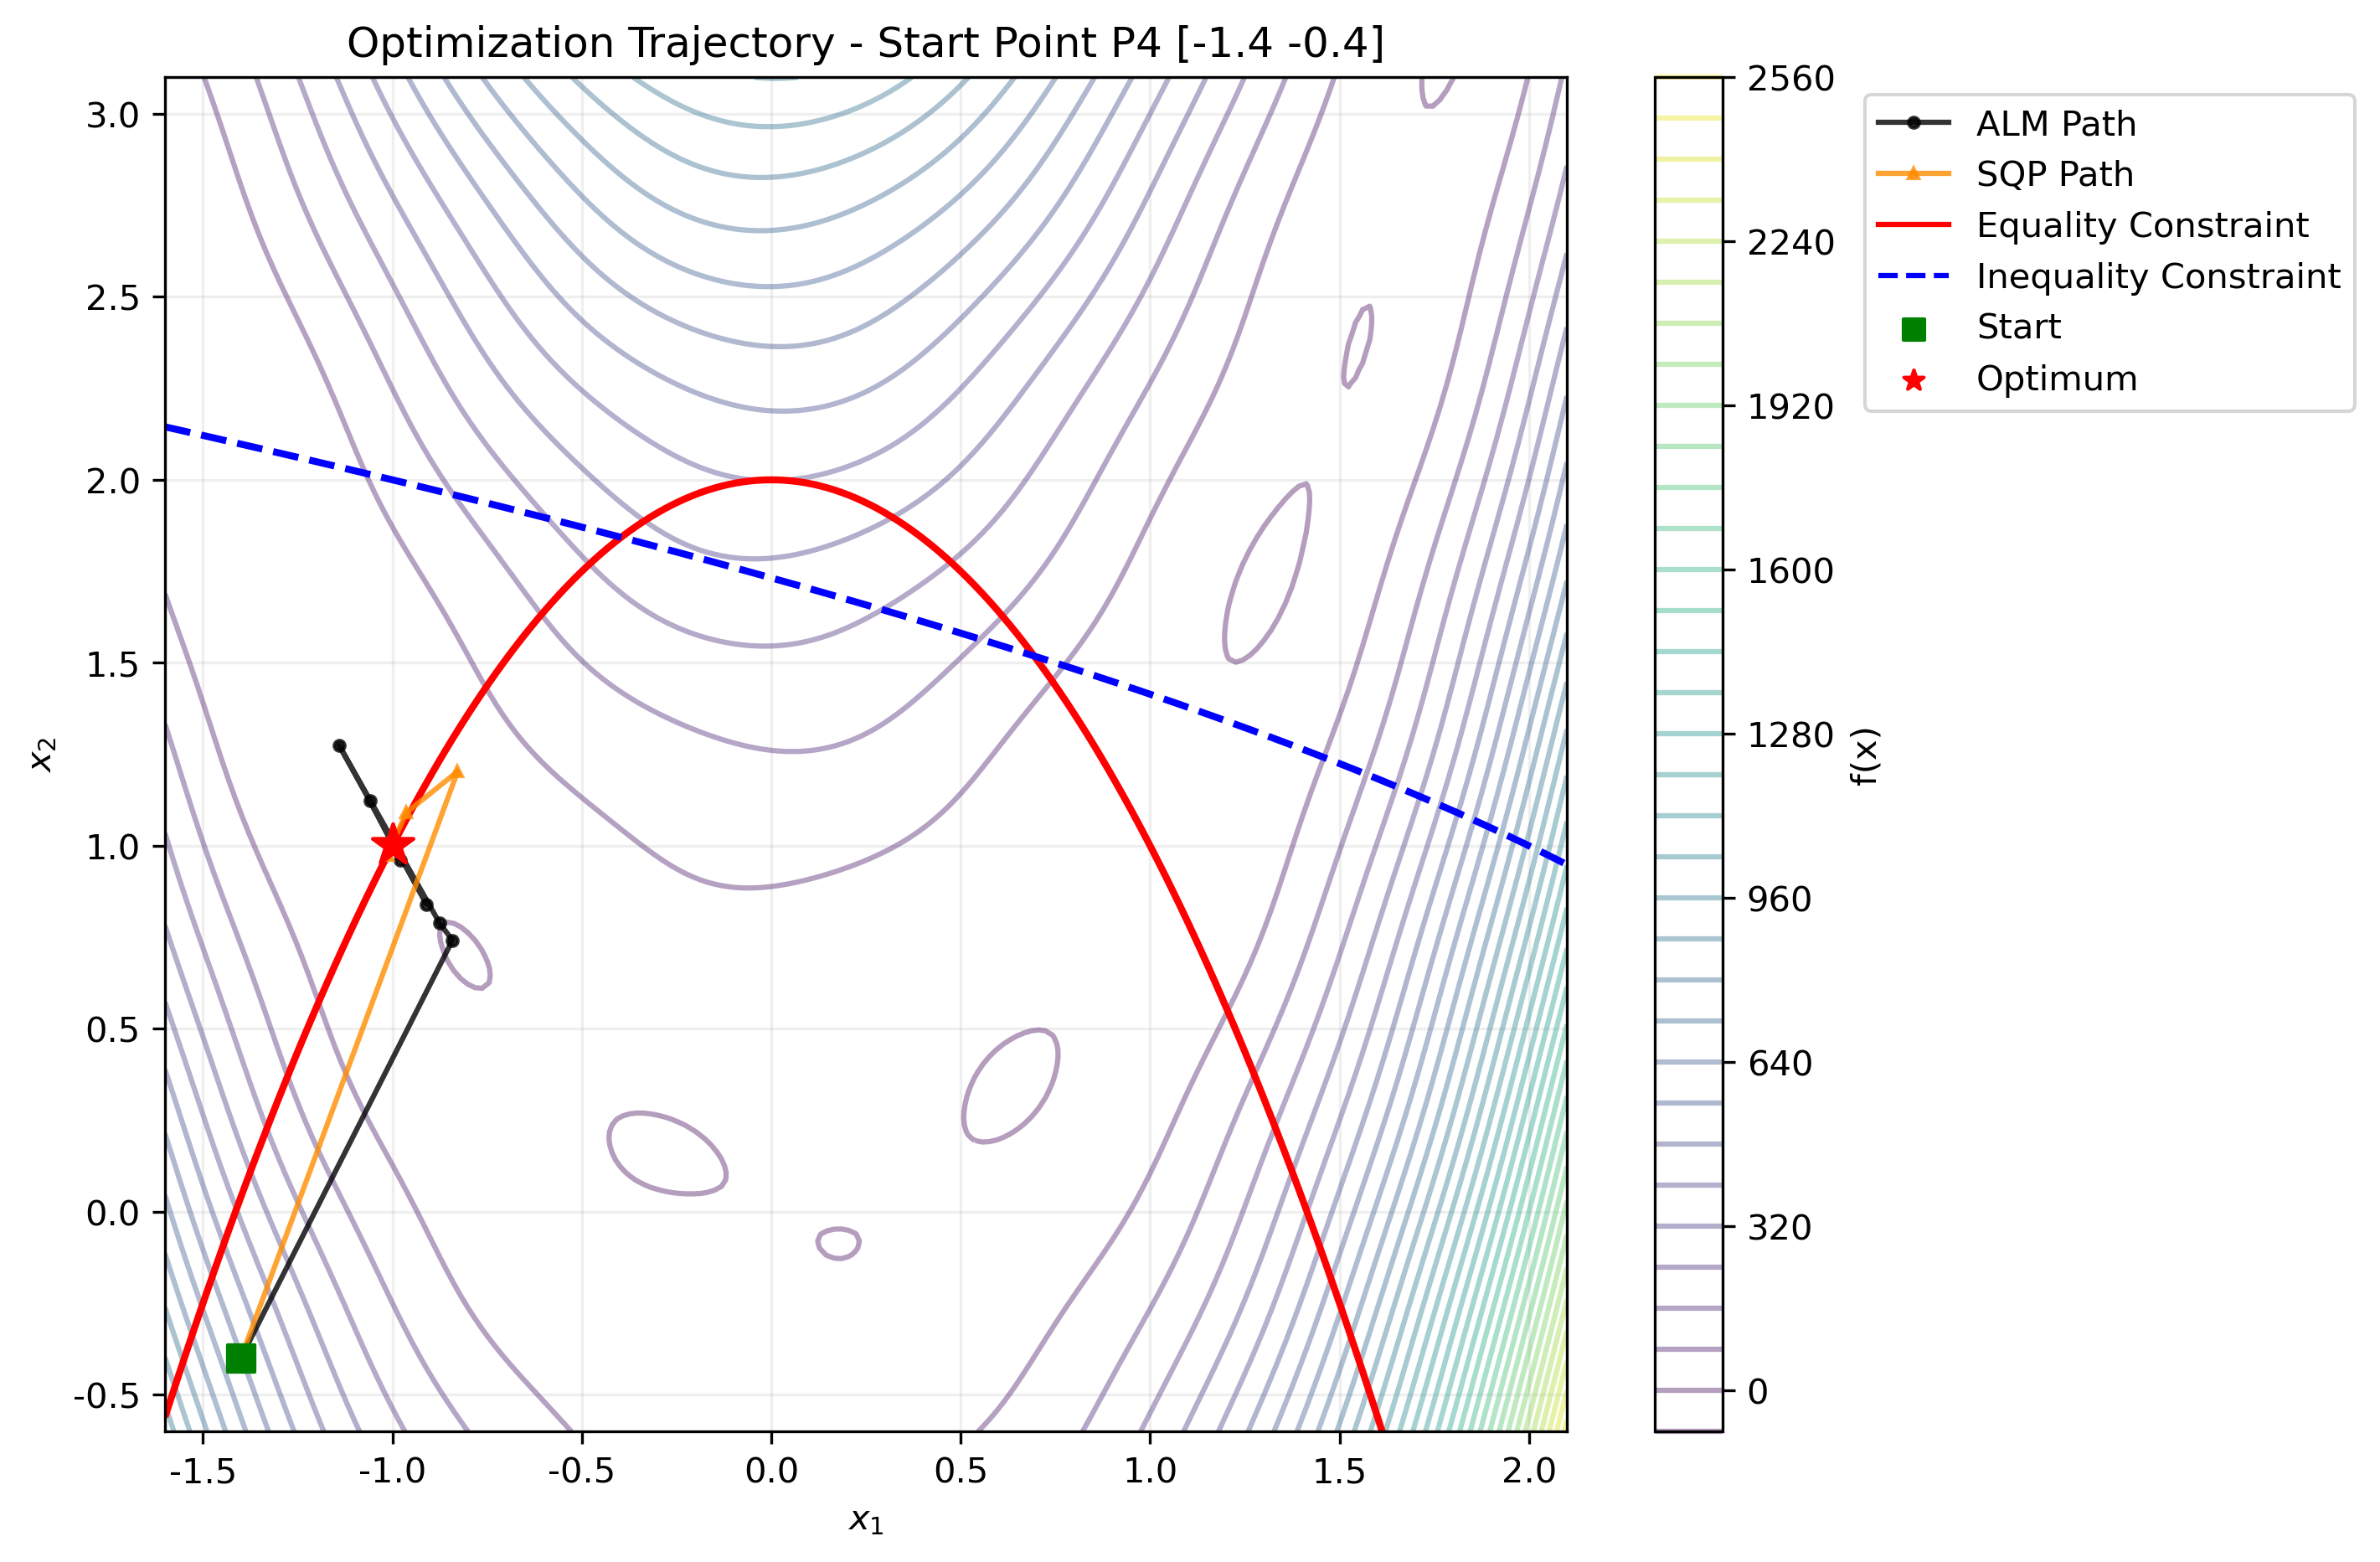 Optimization Trajectory - Start Point P4 [-1.4 -0.4]
3.0
2.5
2.0
1.5
1.0
0.5
0.0
-0.5
x₂
-1.5 -1.0 -0.5 0.0 0.5 1.0 1.5 2.0
x₁
2560
2240
1920
1600
1280
960
640
320
0
f(x)
ALM Path
SQP Path
Equality Constraint
Inequality Constraint
Start
Optimum